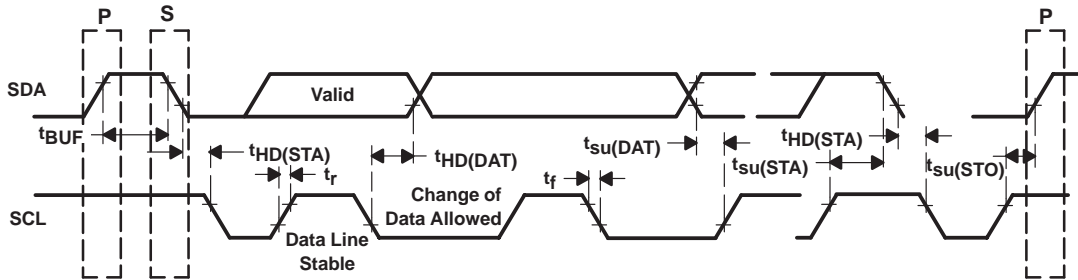 P
S
P
SDA
Valid
tBUF
tHD(STA)
tHD(DAT)
tsu(DAT)
tHD(STA)
tsu(STA)
tsu(STO)
tr
tf
SCL
Change of
Data Allowed
Data Line
Stable